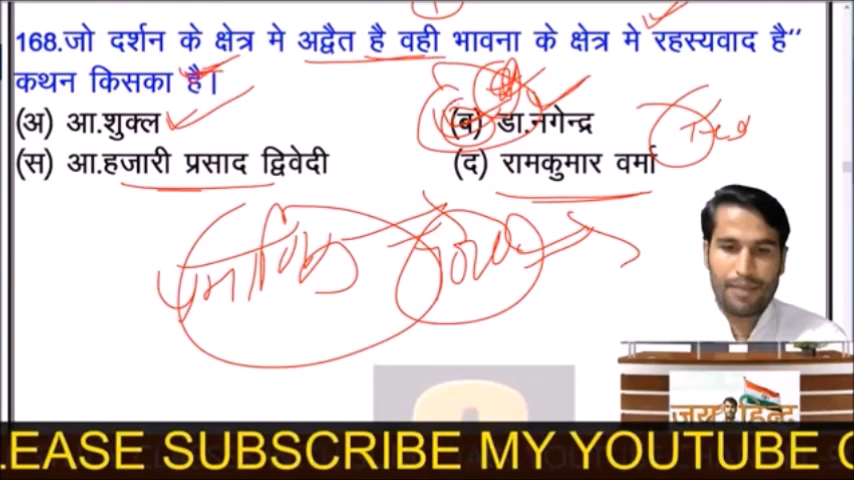 168.जो दर्शन के क्षेत्र मे अद्वैत है वही भावना के क्षेत्र मे रहस्यवाद है”
कथन किसका है।
(अ) आ.शुक्ल (ब) डा.नगेन्द्र
(स) आ.हजारी प्रसाद द्विवेदी (द) रामकुमार वर्मा
जय हिन्द
LEASE SUBSCRIBE MY YOUTUBE C